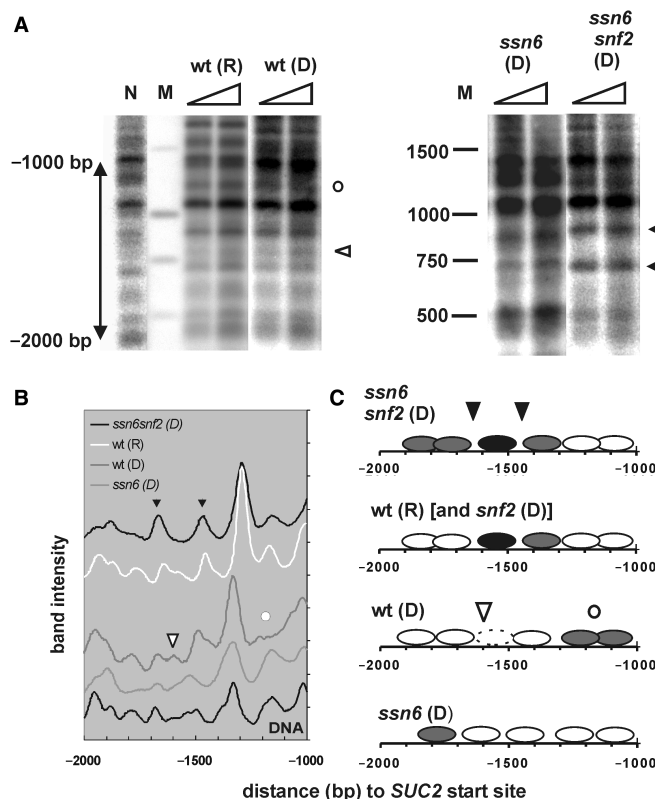 A
N M wt (R) wt (D)
−1000 bp
−2000 bp
ssn6
(D)
ssn6
snf2
(D)
M
1500
1000
750
500
B
ssn6snf2 (D)
wt (R)
wt (D)
ssn6 (D)
band intensity
DNA
−2000 −1500 −1000
distance (bp) to SUC2 start site
C
ssn6
snf2 (D)
−2000 −1500 −1000
wt (R) [and snf2 (D)]
−2000 −1500 −1000
wt (D)
−2000 −1500 −1000
ssn6 (D)
−2000 −1500 −1000